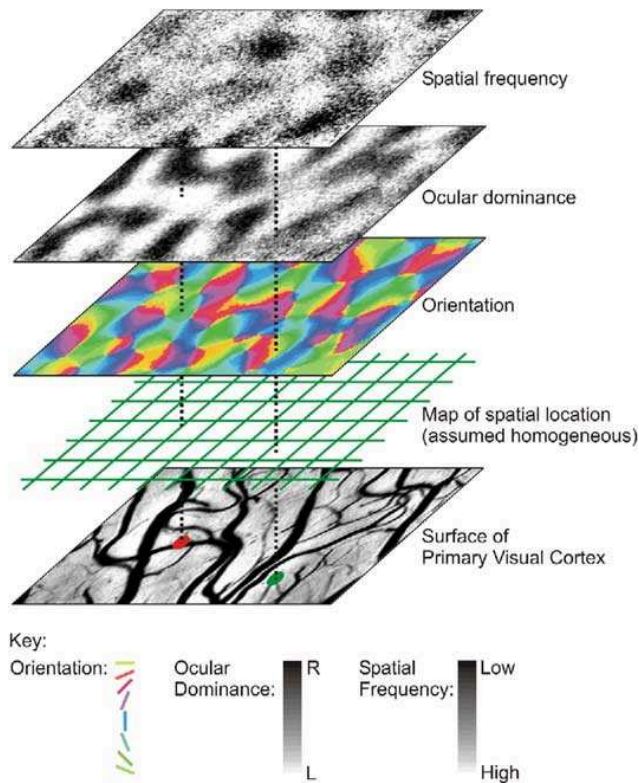 Spatial frequency
Ocular dominance
Orientation
Map of spatial location
(assumed homogeneous)
Surface of
Primary Visual Cortex
Key:
Orientation:
Ocular
Dominance:
R
L
Spatial
Frequency:
Low
High